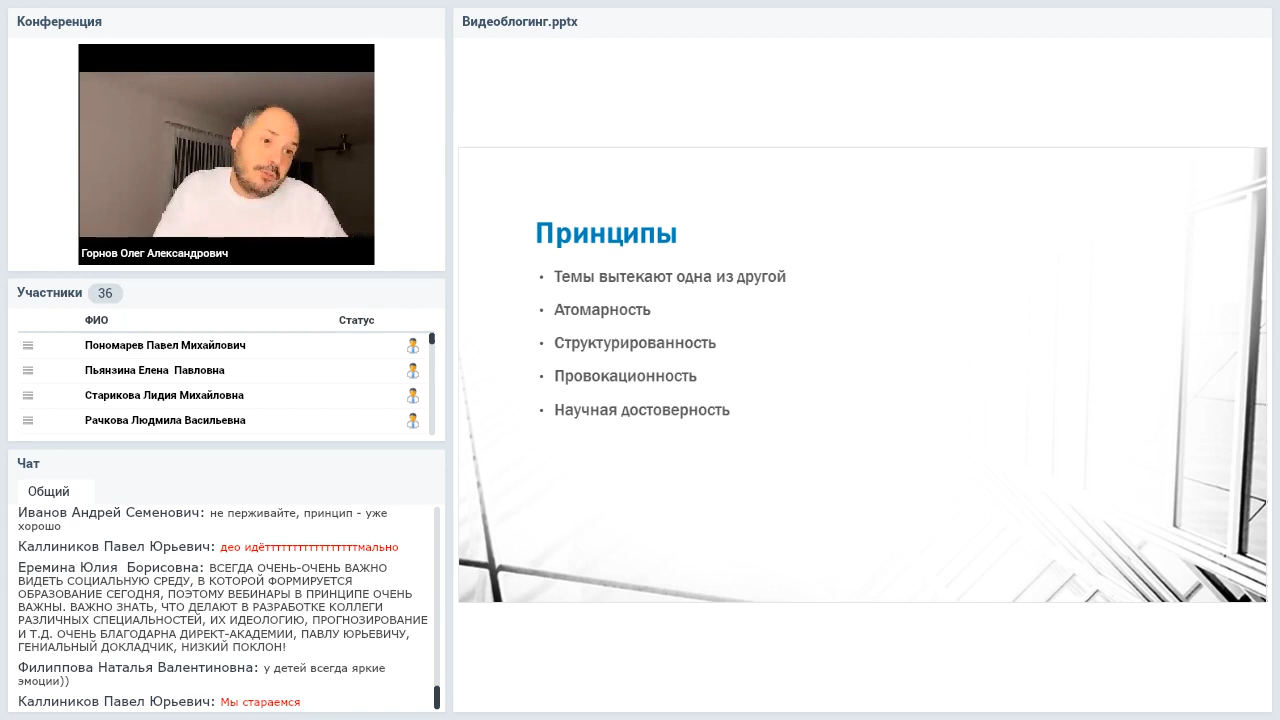 Конференция
Горнов Олег Александрович
Участники 36
ФИО Статус
Пономарев Павел Михайлович
Пьянзина Елена Павловна
Старикова Лидия Михайловна
Рачкова Людмила Васильевна
Чат
Общий
Иванов Андрей Семенович: не перживайте, принцип - уже
хорошо
Каллиников Павел Юрьевич: део идётттттттттттттттттттмально
Еремина Юлия Борисовна: ВСЕГДА ОЧЕНЬ-ОЧЕНЬ ВАЖНО
ВИДЕТЬ СОЦИАЛЬНУЮ СРЕДУ, В КОТОРОЙ ФОРМИРУЕТСЯ
ОБРАЗОВАНИЕ СЕГОДНЯ, ПОЭТОМУ ВЕБИНАРЫ В ПРИНЦИПЕ ОЧЕНЬ
ВАЖНЫ. ВАЖНО ЗНАТЬ, ЧТО ДЕЛАЮТ В РАЗРАБОТКЕ КОЛЛЕГИ
РАЗЛИЧНЫХ СПЕЦИАЛЬНОСТЕЙ, ИХ ИДЕОЛОГИЮ, ПРОГНОЗИРОВАНИЕ
И Т.Д. ОЧЕНЬ БЛАГОДАРНА ДИРЕКТ-АКАДЕМИИ, ПАВЛУ ЮРЬЕВИЧУ,
ГЕНИАЛЬНЫЙ ДОКЛАДЧИК, НИЗКИЙ ПОКЛОН!
Филиппова Наталья Валентиновна: у детей всегда яркие
эмоции))
Каллиников Павел Юрьевич: Мы стараемся
Видеоблогинг.pptx
Принципы
• Темы вытекают одна из другой
• Атомарность
• Структурированность
• Провокационность
• Научная достоверность